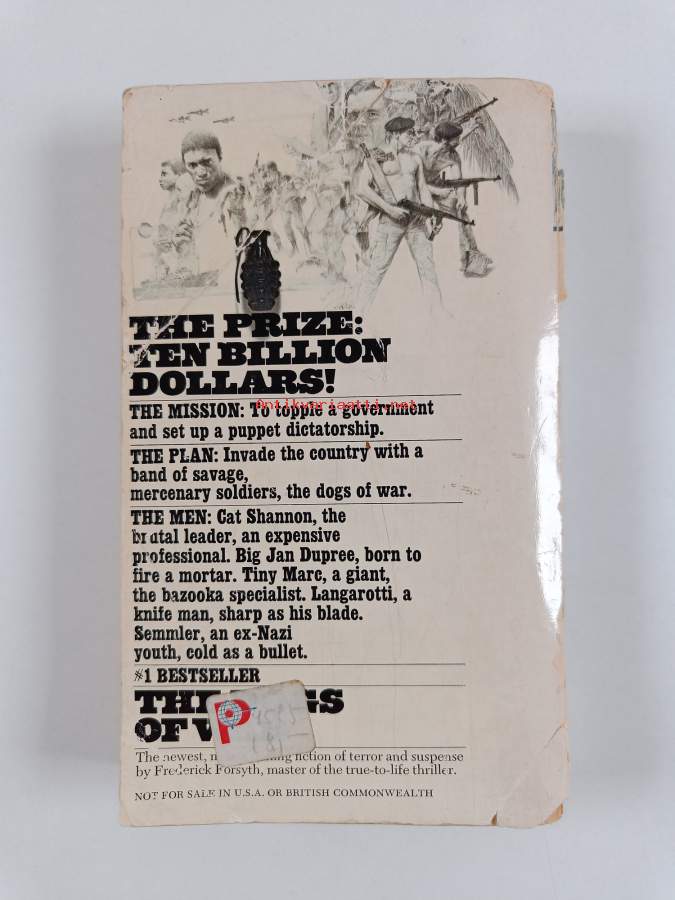 THE PRIZE:
TEN BILLION
DOLLARS!
Antikvariaatti.net
THE MISSION: To topple a government
and set up a puppet dictatorship.
THE PLAN: Invade the country with a
band of savage,
mercenary soldiers, the dogs of war.
THE MEN: Cat Shannon, the
brutal leader, an expensive
professional. Big Jan Dupree, born to
fire a mortar. Tiny Marc, a giant,
the bazooka specialist. Langarotti, a
knife man, sharp as his blade.
Semmler, an ex-Nazi
youth, cold as a bullet.
#1 BESTSELLER
OF
P
The newest, fiction of terror and suspense
by Frederick Forsyth, master of the true-to-life thriller.
NOT FOR SALE IN U.S.A. OR BRITISH COMMONWEALTH